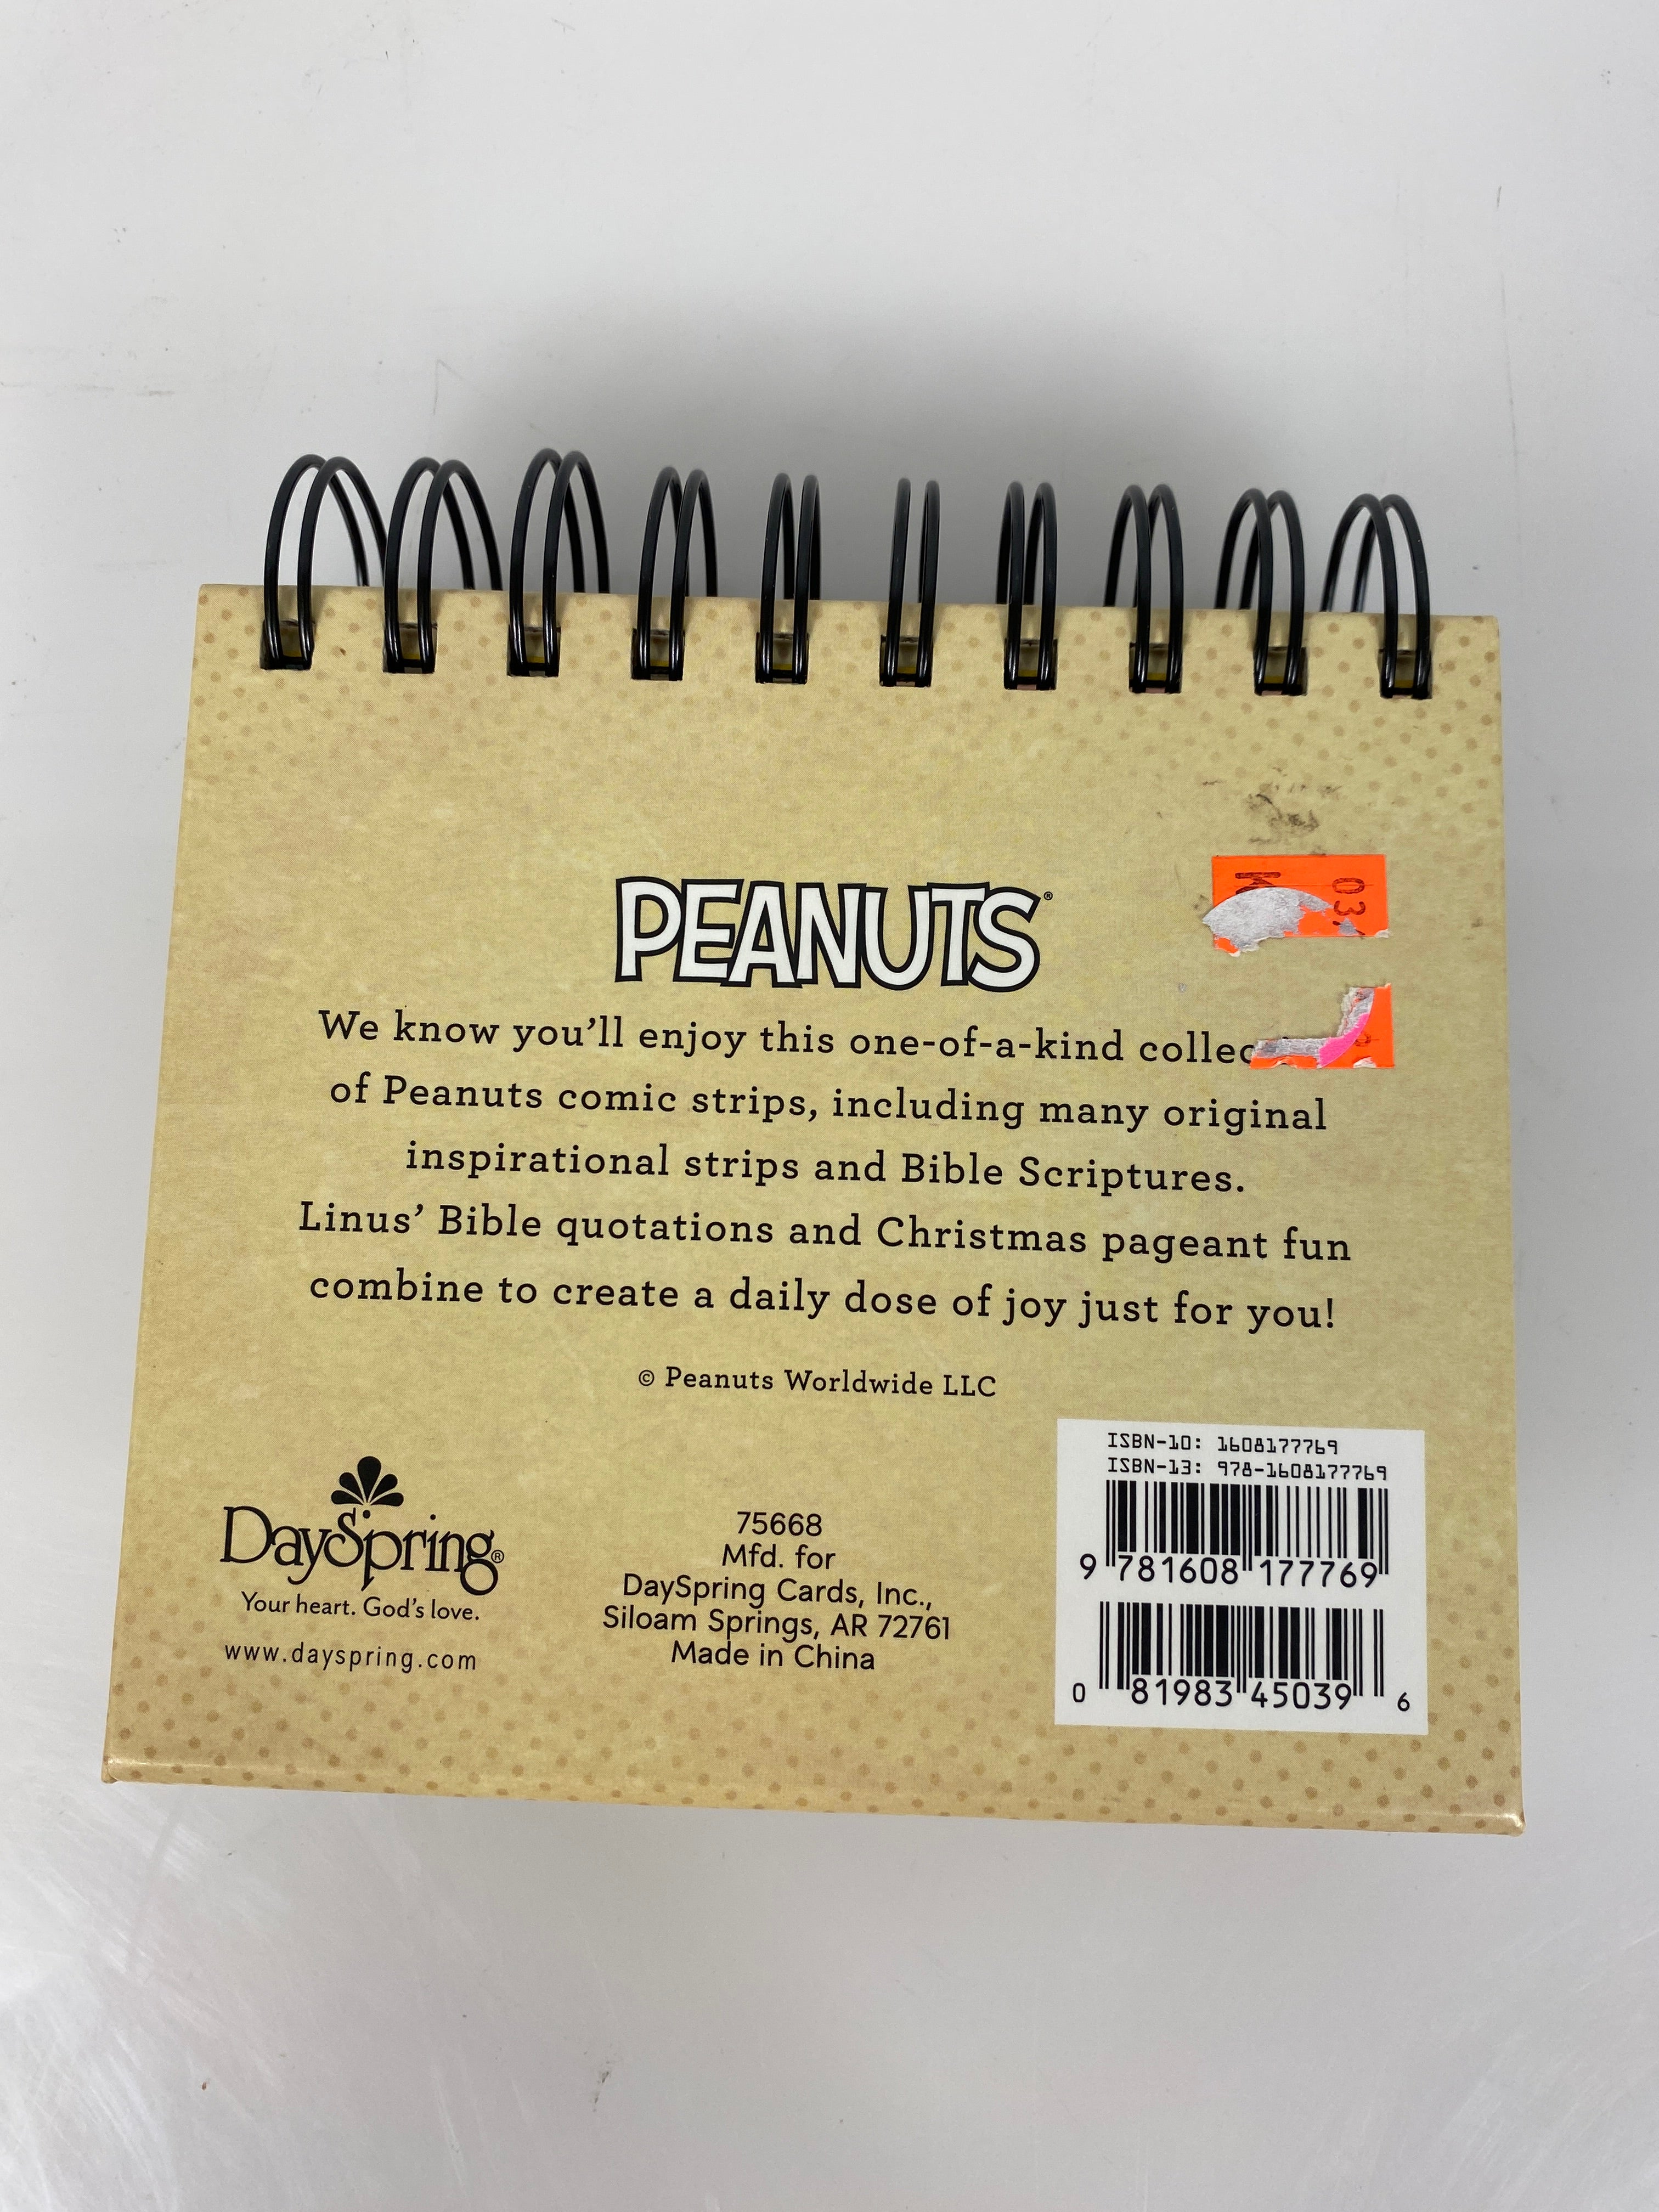 03
PEANUTS®
We know you'll enjoy this one-of-a-kind collec
of Peanuts comic strips, including many original
inspirational strips and Bible Scriptures.
Linus' Bible quotations and Christmas pageant fun
combine to create a daily dose of joy just for you!
© Peanuts Worldwide LLC
DaySpring®
Your heart. God's love.
www.dayspring.com
75668
Mfd. for
DaySpring Cards, Inc.,
Siloam Springs, AR 72761
Made in China
ISBN-10: 1608177769
ISBN-13: 978-1608177769
9 781608 177769
0 81983 45039 6